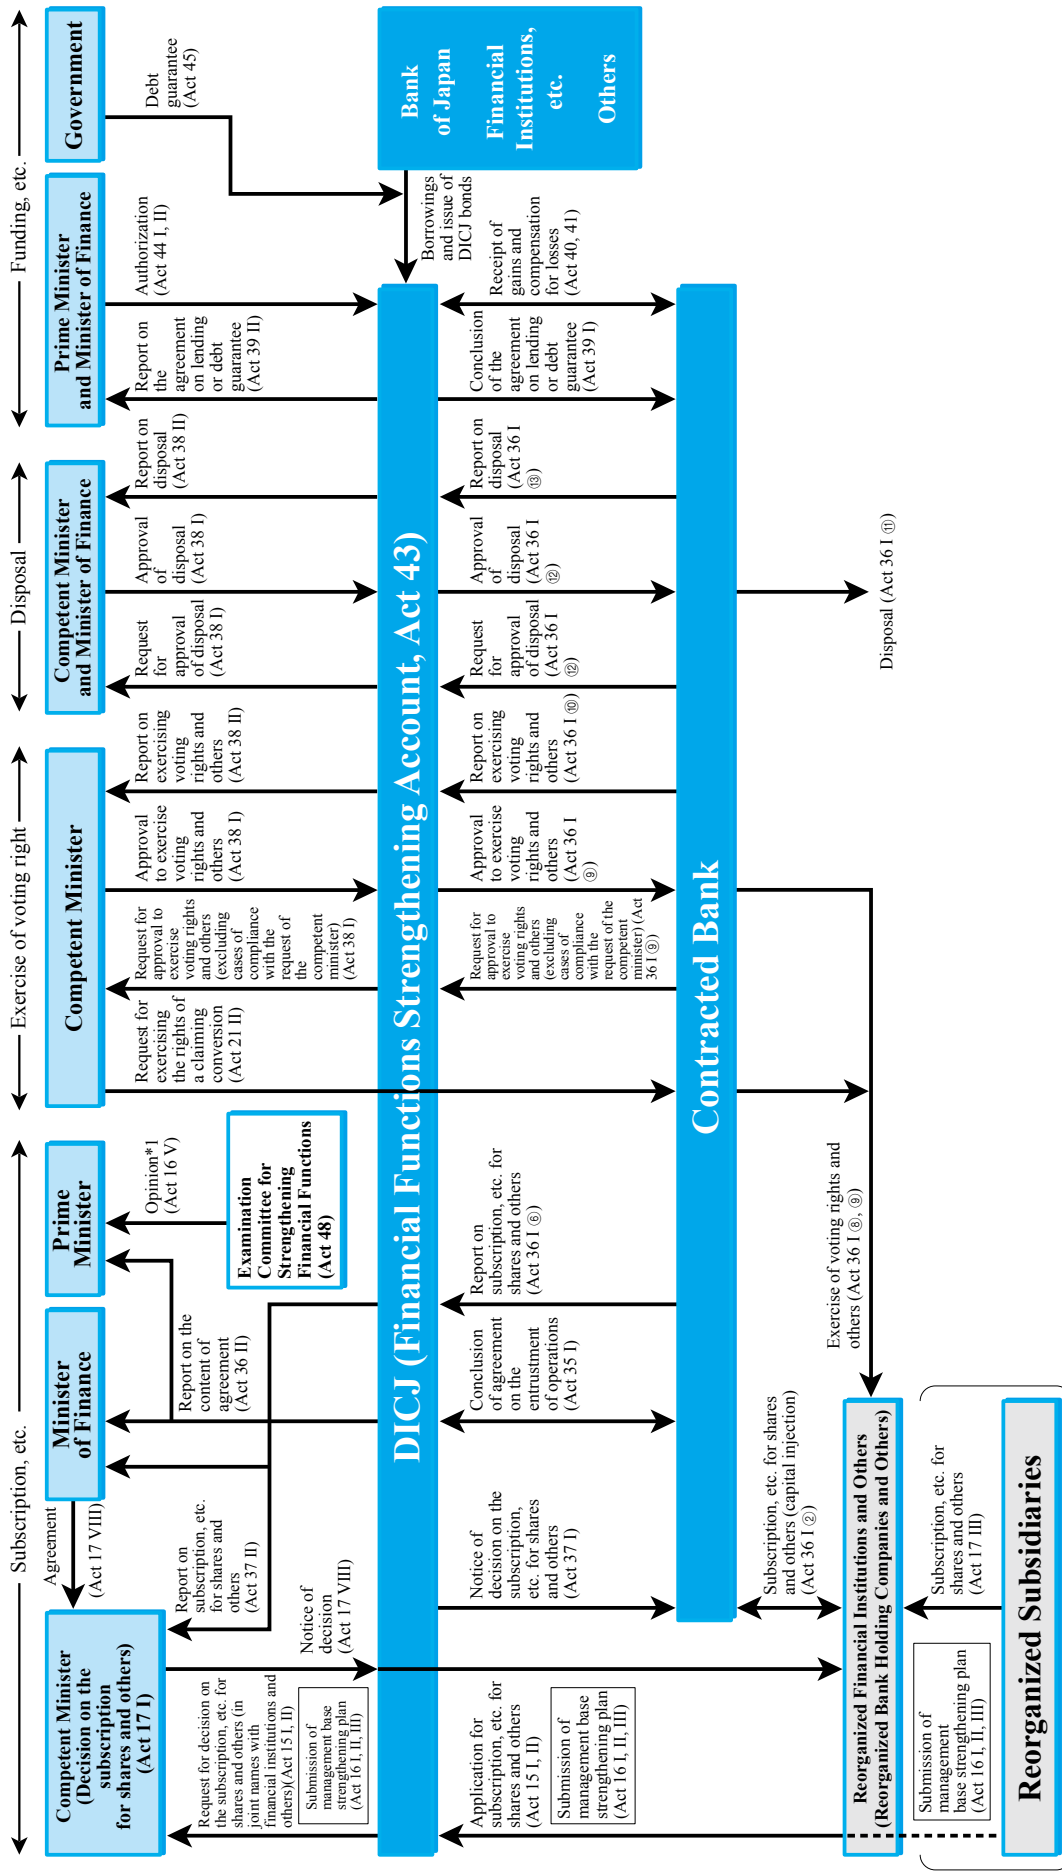 Subscription, etc.
Exercise of voting right
Disposal
Funding, etc.
Competent Minister
(Decision on the
subscription
for shares and others)
(Act 17 I)
Agreement
(Act 17 VIII)
Minister
of Finance
Prime
Minister
Competent Minister
Competent Minister
and Minister of Finance
Prime Minister
and Minister of Finance
Government
Request for decision on
the subscription, etc. for
shares and others (in
joint names with
financial institutions and
others)(Act 15 I, II)
Submission of
management base
strengthening plan
(Act 16 I, II, III)
Notice of
decision
(Act 17 VIII)
Report on
subscription, etc.
for shares and
others
(Act 37 II)
Report on the
content of
agreement
(Act 36 II)
Opinion*1
(Act 16 V)
Examination
Committee for
Strengthening
Financial Functions
(Act 48)
Request for
exercising
the rights of
a claiming
conversion
(Act 21 II)
Request for
approval to
exercise
voting rights
and others
(excluding
cases of
compliance
with the
request of
the
competent
minister)
(Act 38 I)
Approval
to exercise
voting
rights and
others
(Act 38 I)
Report on
exercising
voting
rights and
others
(Act 38 II)
Request
for
approval
of disposal
(Act 38 I)
Approval
of
disposal
(Act 38 I)
Report on
disposal
(Act 38 II)
Report on
the
agreement
on lending
or debt
guarantee
(Act 39 II)
Authorization
(Act 44 I, II)
Debt
guarantee
(Act 45)
DICJ (Financial Functions Strengthening Account, Act 43)
Borrowings
and issue of
DICJ bonds
Bank
of Japan
Financial
Institutions,
etc.
Others
Application for
subscription, etc. for
shares and others
(Act 15 I, II)
Submission of
management base
strengthening plan
(Act 16 I, II, III)
Notice of
decision on the
subscription,
etc. for shares
and others
(Act 37 I)
Conclusion
of agreement
on the
entrustment
of operations
(Act 35 I)
Report on
subscription, etc. for
shares and others
(Act 36 I ⑥)
Request for
approval to
exercise
voting rights
and others
(excluding
cases of
compliance
with the
request of the
competent
minister) (Act
36 I ⑨)
Approval
to exercise
voting
rights and
others
(Act 36 I
⑨)
Report on
exercising
voting
rights and
others
(Act 36 I ⑩)
Request
for
approval
of disposal
(Act 36 I
⑫)
Approval
of
disposal
(Act 36 I
⑫)
Report on
disposal
(Act 36 I
⑬)
Conclusion
of the
agreement
on lending
or debt
guarantee
(Act 39 I)
Receipt of
gains and
compensation
for losses
(Act 40, 41)
Contracted Bank
Subscription, etc. for shares
and others (capital injection)
(Act 36 I ②)
Exercise of voting rights and
others (Act 36 I ⑧, ⑨)
Disposal (Act 36 I ⑪)
Reorganized Financial Institutions and Others
(Reorganized Bank Holding Companies and Others)
Submission of
management
base strengthening plan
(Act 16 I, II, III)
Subscription, etc. for
shares and others
(Act 17 III)
Reorganized Subsidiaries